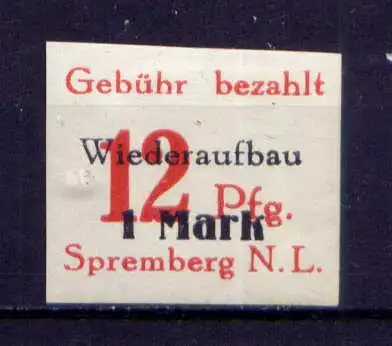 Gebühr bezahlt
Wiederaufbau
12 Pfg.
1 Mark
Spremberg N.L.